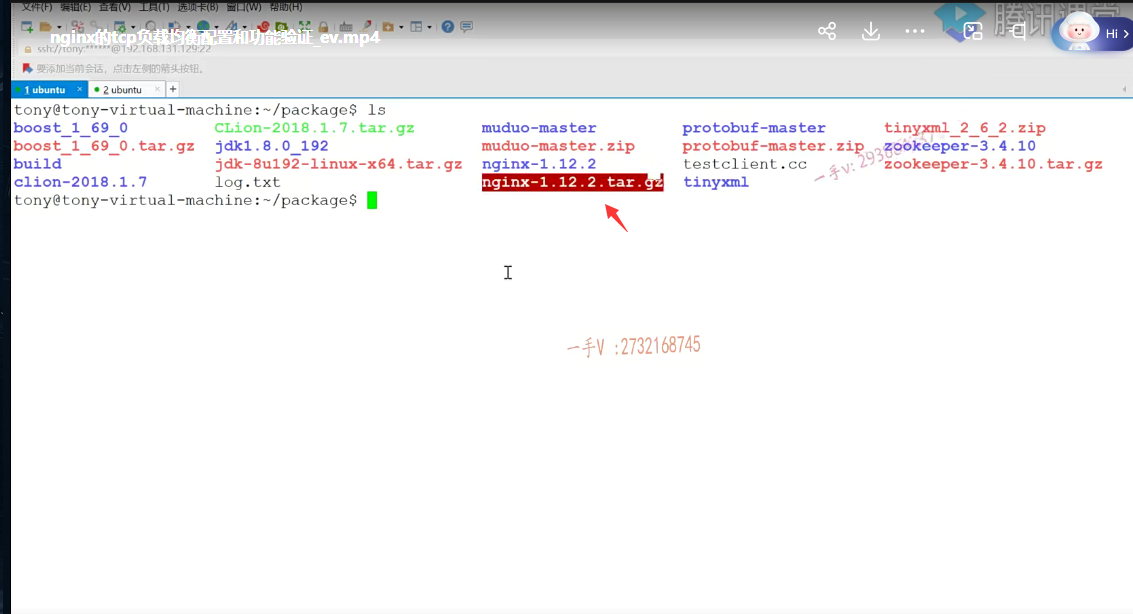 文件(F) 编辑(E) 查看(V) 工具(T) 选项卡(B) 窗口(W) 帮助(H)
nginx的tcp负载均衡配置和功能验证_ev.mp4
腾讯课堂
Hi
ssh://tony:******@192.168.131.129:22
要添加当前会话，点击左侧的箭头按钮。
1 ubuntu × 2 ubuntu × +
tony@tony-virtual-machine:~/package$ ls
boost_1_69_0 CLion-2018.1.7.tar.gz muduo-master protobuf-master tinyxml_2_6_2.zip
boost_1_69_0.tar.gz jdk1.8.0_192 muduo-master.zip protobuf-master.zip zookeeper-3.4.10
build jdk-8u192-linux-x64.tar.gz nginx-1.12.2 testclient.cc zookeeper-3.4.10.tar.gz
clion-2018.1.7 log.txt nginx-1.12.2.tar.gz tinyxml
tony@tony-virtual-machine:~/package$
一手v:
一手V :2732168745